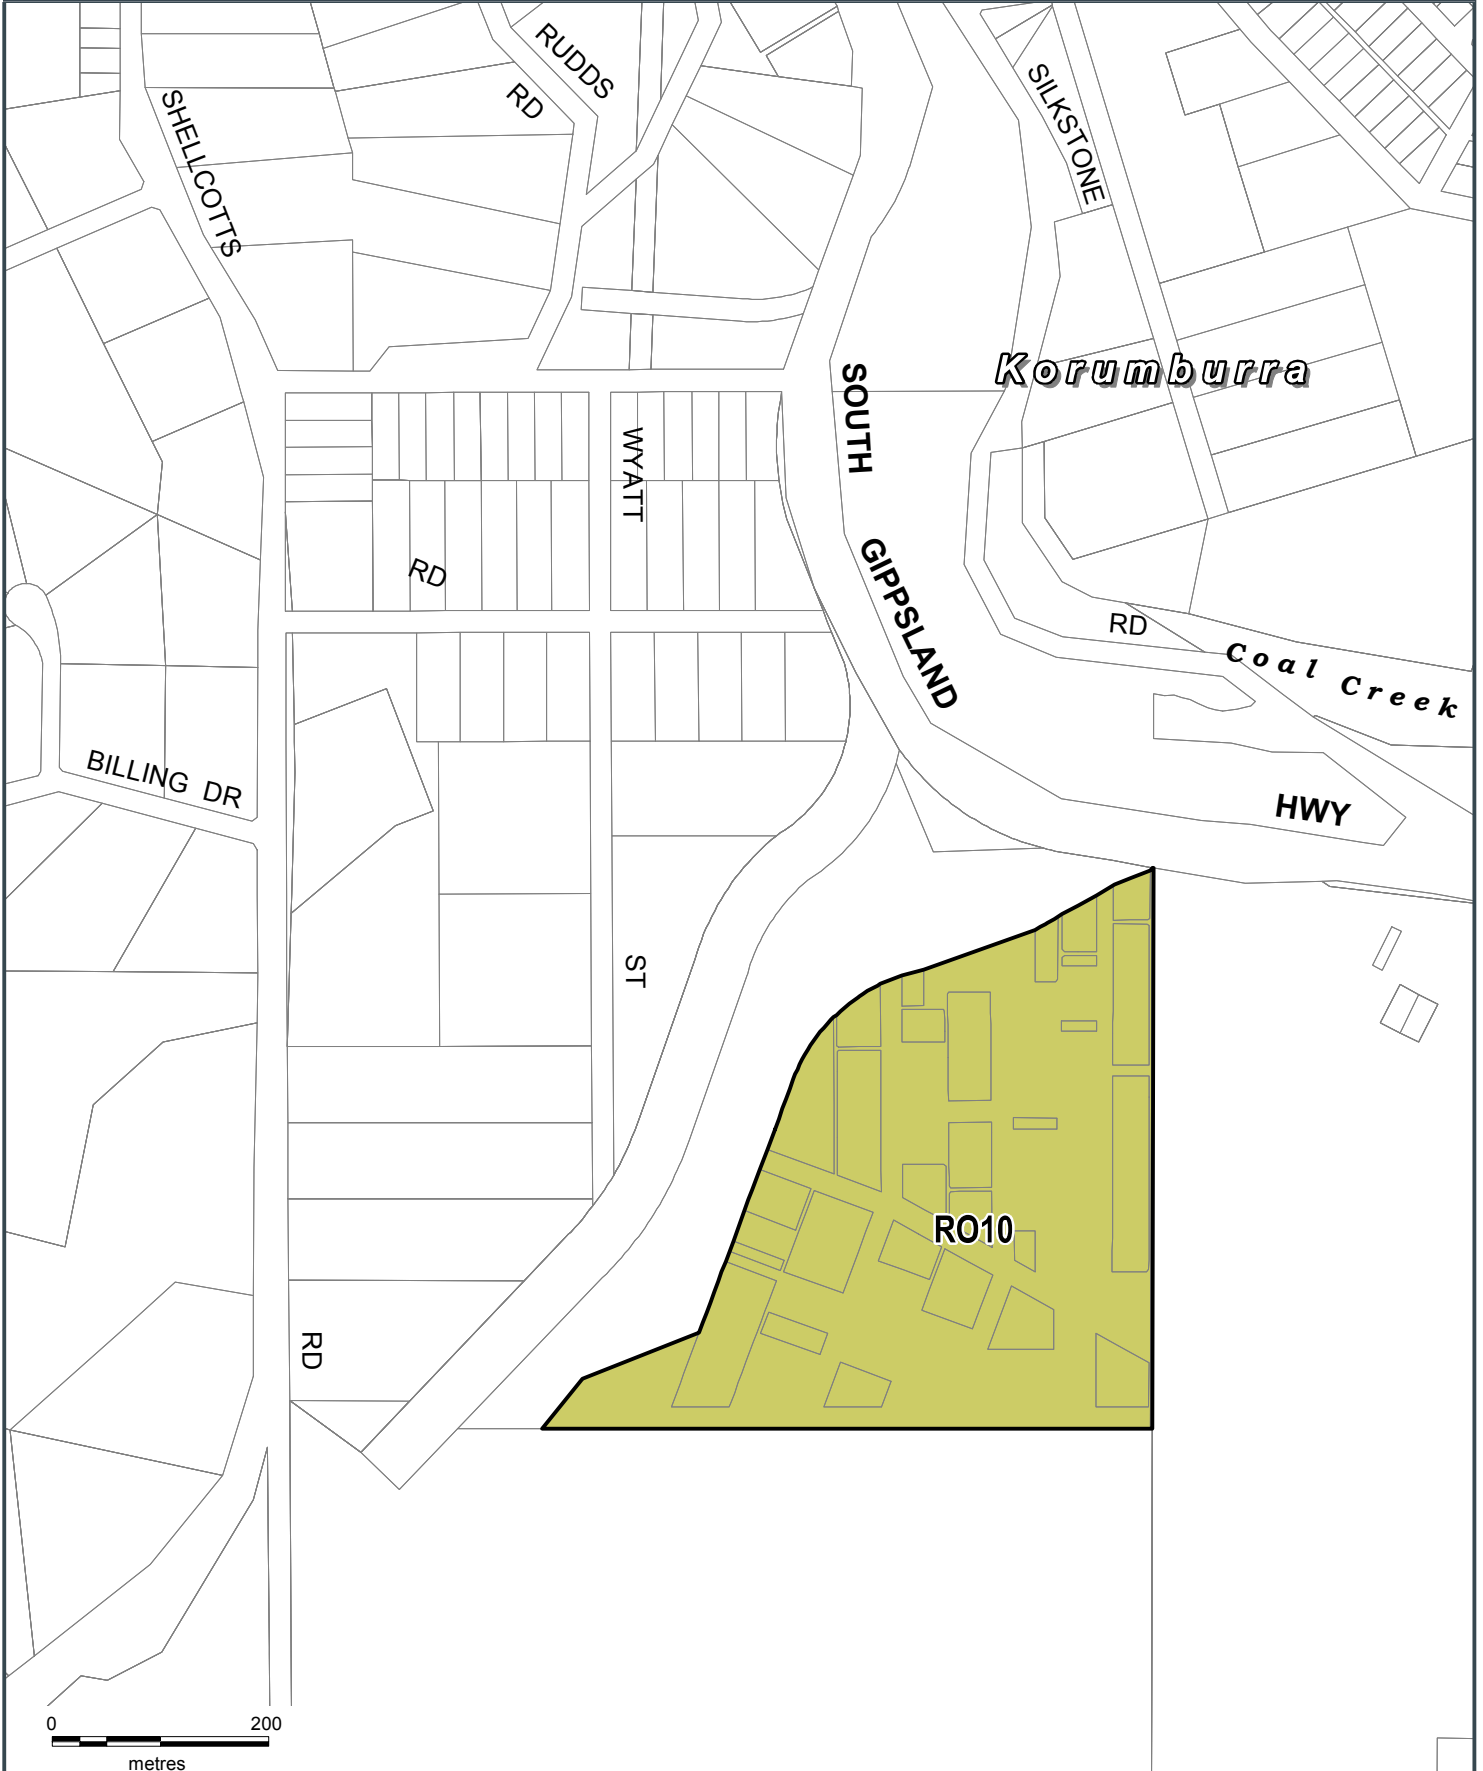 RUDDS
RD
SHELLCOTTS
SILKSTONE
Korumburra
SOUTH
WYATT
RD
GIPPSLAND
RD
Coal Creek
BILLING DR
HWY
ST
RO10
RD
0 200
metres